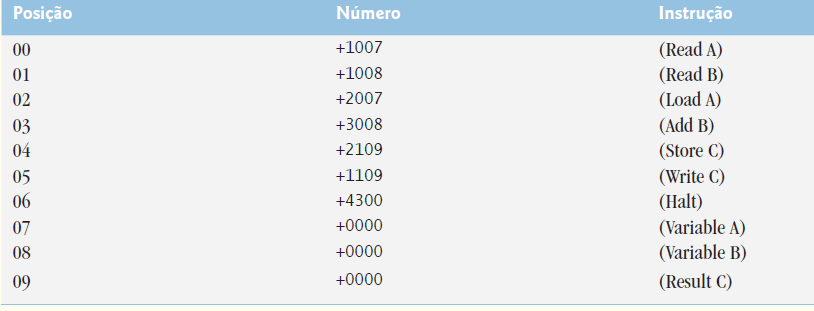 Posição Número Instrução
00 +1007 (Read A)
01 +1008 (Read B)
02 +2007 (Load A)
03 +3008 (Add B)
04 +2109 (Store C)
05 +1109 (Write C)
06 +4300 (Halt)
07 +0000 (Variable A)
08 +0000 (Variable B)
09 +0000 (Result C)